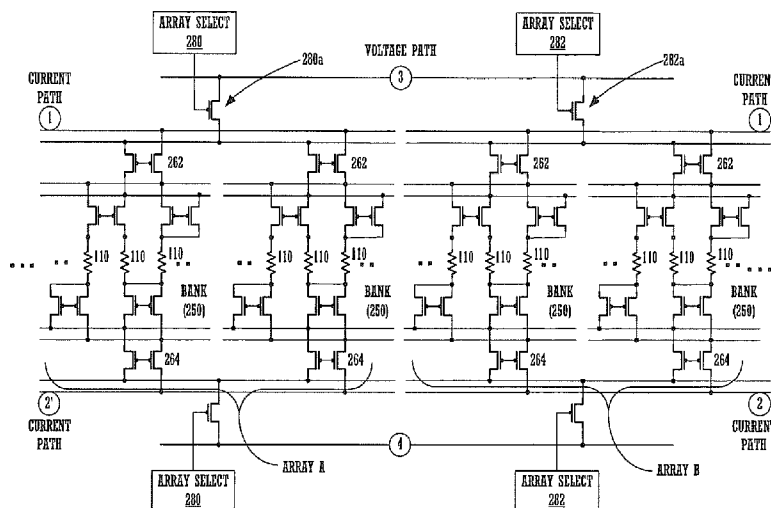 ARRAY SELECT
280
ARRAY SELECT
282
280a
VOLTAGE PATH
282a
3
CURRENT
PATH
1
CURRENT
PATH
1
262
262
262
262
110
110
110
110
110
110
110
110
110
110
110
110
BANK
(250)
BANK
(250)
BANK
(250)
BANK
(250)
264
264
264
264
2'
CURRENT
PATH
2
CURRENT
PATH
4
ARRAY A
ARRAY B
ARRAY SELECT
280
ARRAY SELECT
282